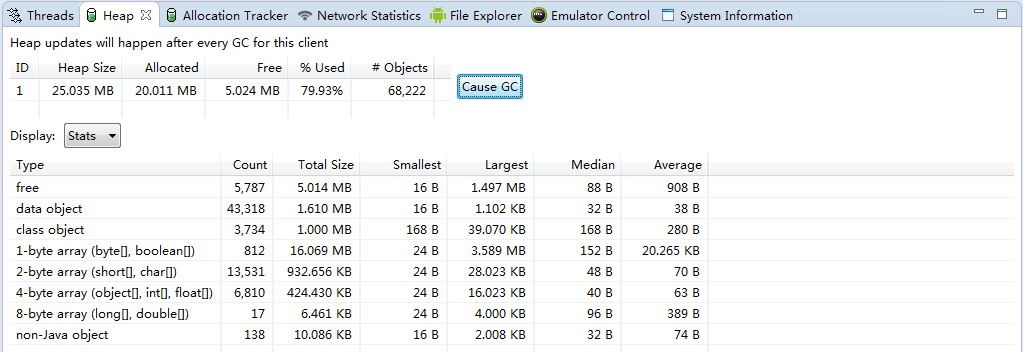 Threads Heap Allocation Tracker Network Statistics File Explorer Emulator Control System Information
Heap updates will happen after every GC for this client
ID Heap Size Allocated Free % Used # Objects
1 25.035 MB 20.011 MB 5.024 MB 79.93% 68,222
Cause GC
Display: Stats
Type Count Total Size Smallest Largest Median Average
free 5,787 5.014 MB 16 B 1.497 MB 88 B 908 B
data object 43,318 1.610 MB 16 B 1.102 KB 32 B 38 B
class object 3,734 1.000 MB 168 B 39.070 KB 168 B 280 B
1-byte array (byte[], boolean[]) 812 16.069 MB 24 B 3.589 MB 152 B 20.265 KB
2-byte array (short[], char[]) 13,531 932.656 KB 24 B 28.023 KB 48 B 70 B
4-byte array (object[], int[], float[]) 6,810 424.430 KB 24 B 16.023 KB 40 B 63 B
8-byte array (long[], double[]) 17 6.461 KB 24 B 4.000 KB 96 B 389 B
non-Java object 138 10.086 KB 16 B 2.008 KB 32 B 74 B